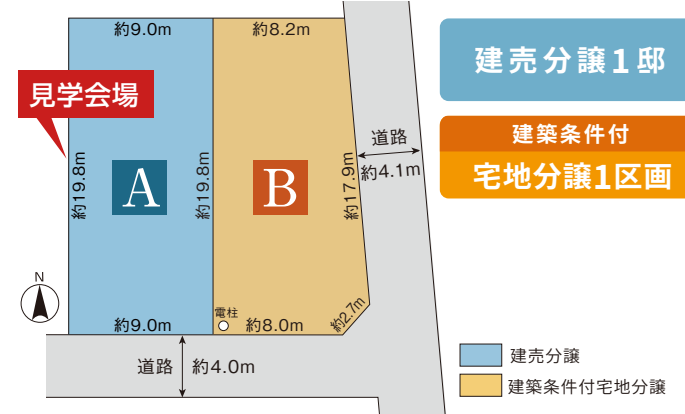 約9.0m
約8.2m
建売分譲1邸
見学会場
建築条件付
宅地分譲1区画
道路
約4.1m
約19.8m
A
約19.8m
B
約17.9m
N
電柱
約9.0m
約8.0m
約2.7m
道路
約4.0m
建売分譲
建築条件付宅地分譲